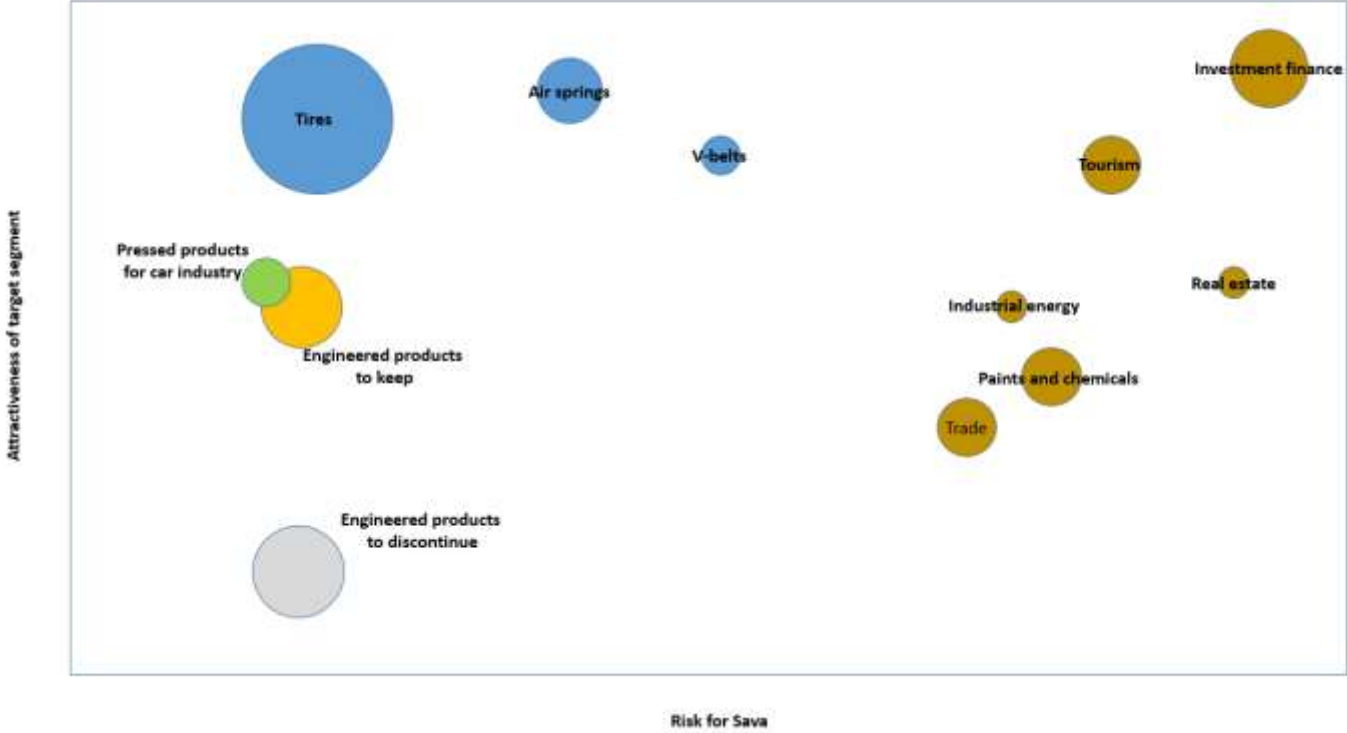 Investment finance
Air springs
Tires
V-belts
Tourism
Pressed products
for car industry
Real estate
Industrial energy
Engineered products
to keep
Paints and chemicals
Trade
Engineered products
to discontinue
Attractiveness of target segment
Risk for Sava